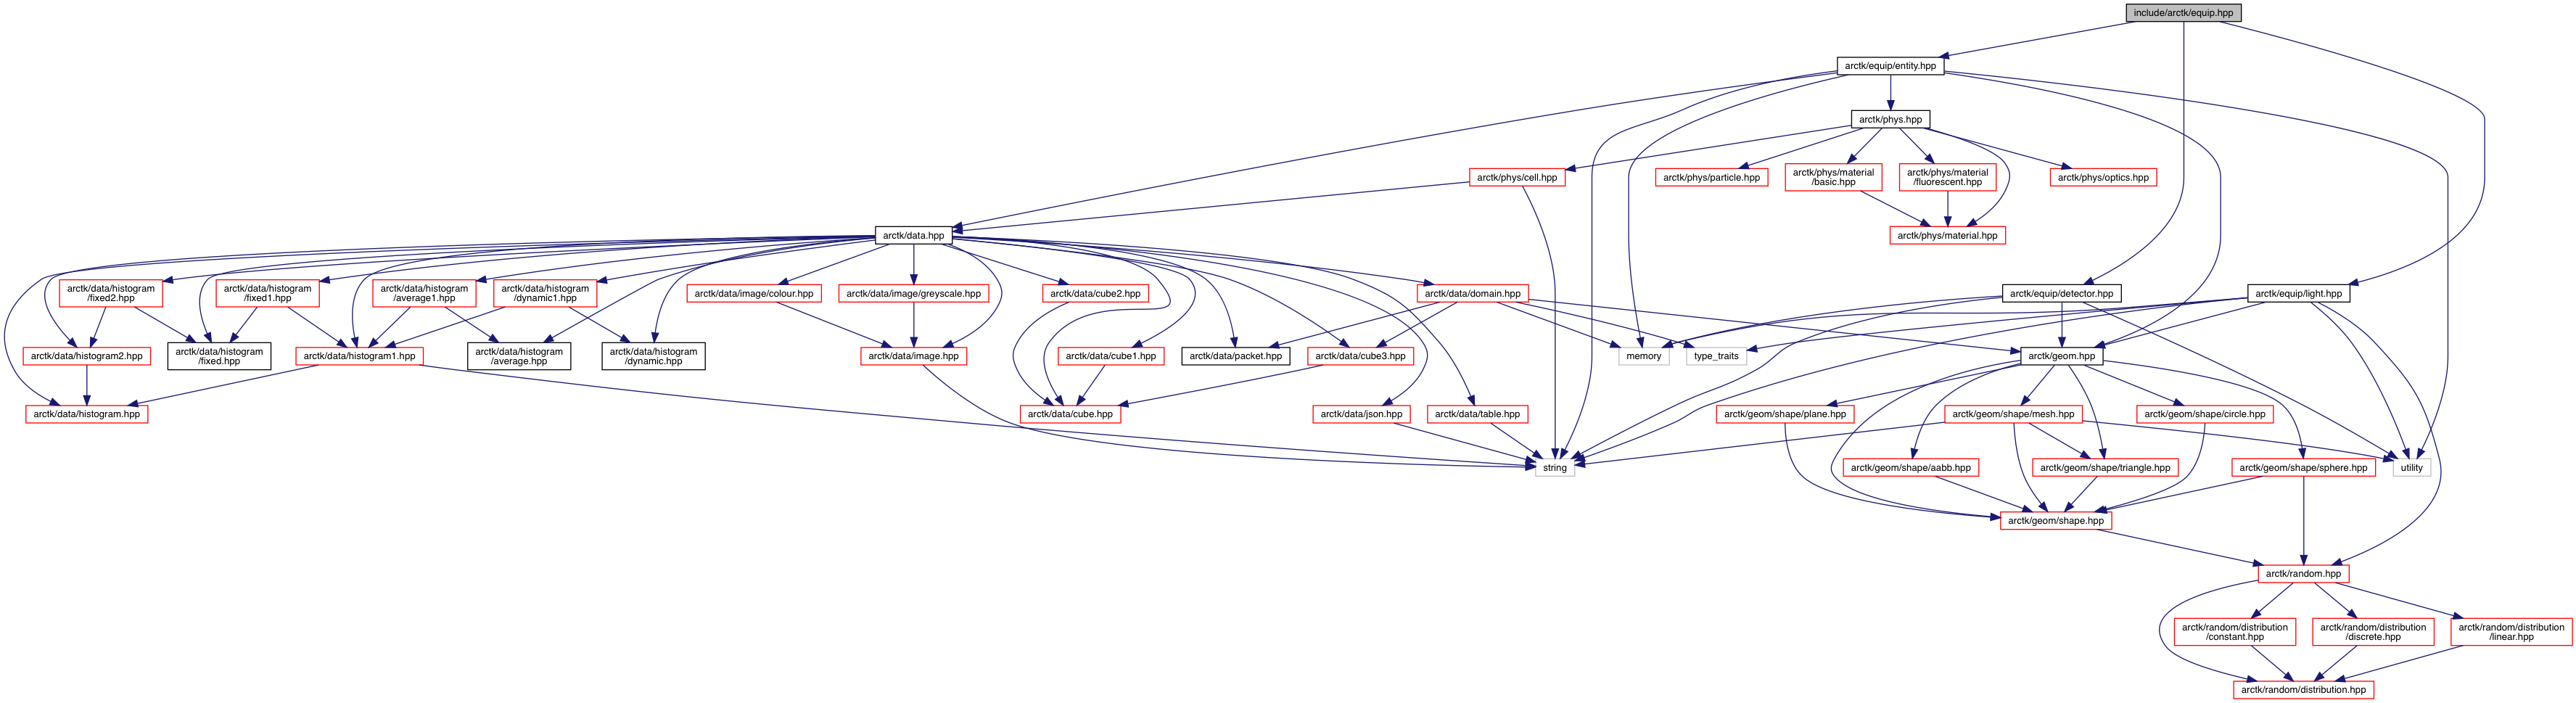 include/arctk/equip.hpp
arctk/equip/entity.hpp
arctk/phys.hpp
arctk/phys/cell.hpp
arctk/phys/particle.hpp
arctk/phys/material
/basic.hpp
arctk/phys/material
/fluorescent.hpp
arctk/phys/optics.hpp
arctk/data.hpp
arctk/phys/material.hpp
arctk/data/histogram
/fixed2.hpp
arctk/data/histogram
/fixed1.hpp
arctk/data/histogram
/average1.hpp
arctk/data/histogram
/dynamic1.hpp
arctk/data/image/colour.hpp
arctk/data/image/greyscale.hpp
arctk/data/cube2.hpp
arctk/data/domain.hpp
arctk/equip/detector.hpp
arctk/equip/light.hpp
arctk/data/histogram2.hpp
arctk/data/histogram
/fixed.hpp
arctk/data/histogram1.hpp
arctk/data/histogram
/average.hpp
arctk/data/histogram
/dynamic.hpp
arctk/data/image.hpp
arctk/data/cube1.hpp
arctk/data/packet.hpp
arctk/data/cube3.hpp
memory
type_traits
arctk/geom.hpp
arctk/data/histogram.hpp
arctk/data/cube.hpp
arctk/data/json.hpp
arctk/data/table.hpp
arctk/geom/shape/plane.hpp
arctk/geom/shape/mesh.hpp
arctk/geom/shape/circle.hpp
string
arctk/geom/shape/aabb.hpp
arctk/geom/shape/triangle.hpp
arctk/geom/shape/sphere.hpp
utility
arctk/geom/shape.hpp
arctk/random.hpp
arctk/random/distribution
/constant.hpp
arctk/random/distribution
/discrete.hpp
arctk/random/distribution
/linear.hpp
arctk/random/distribution.hpp